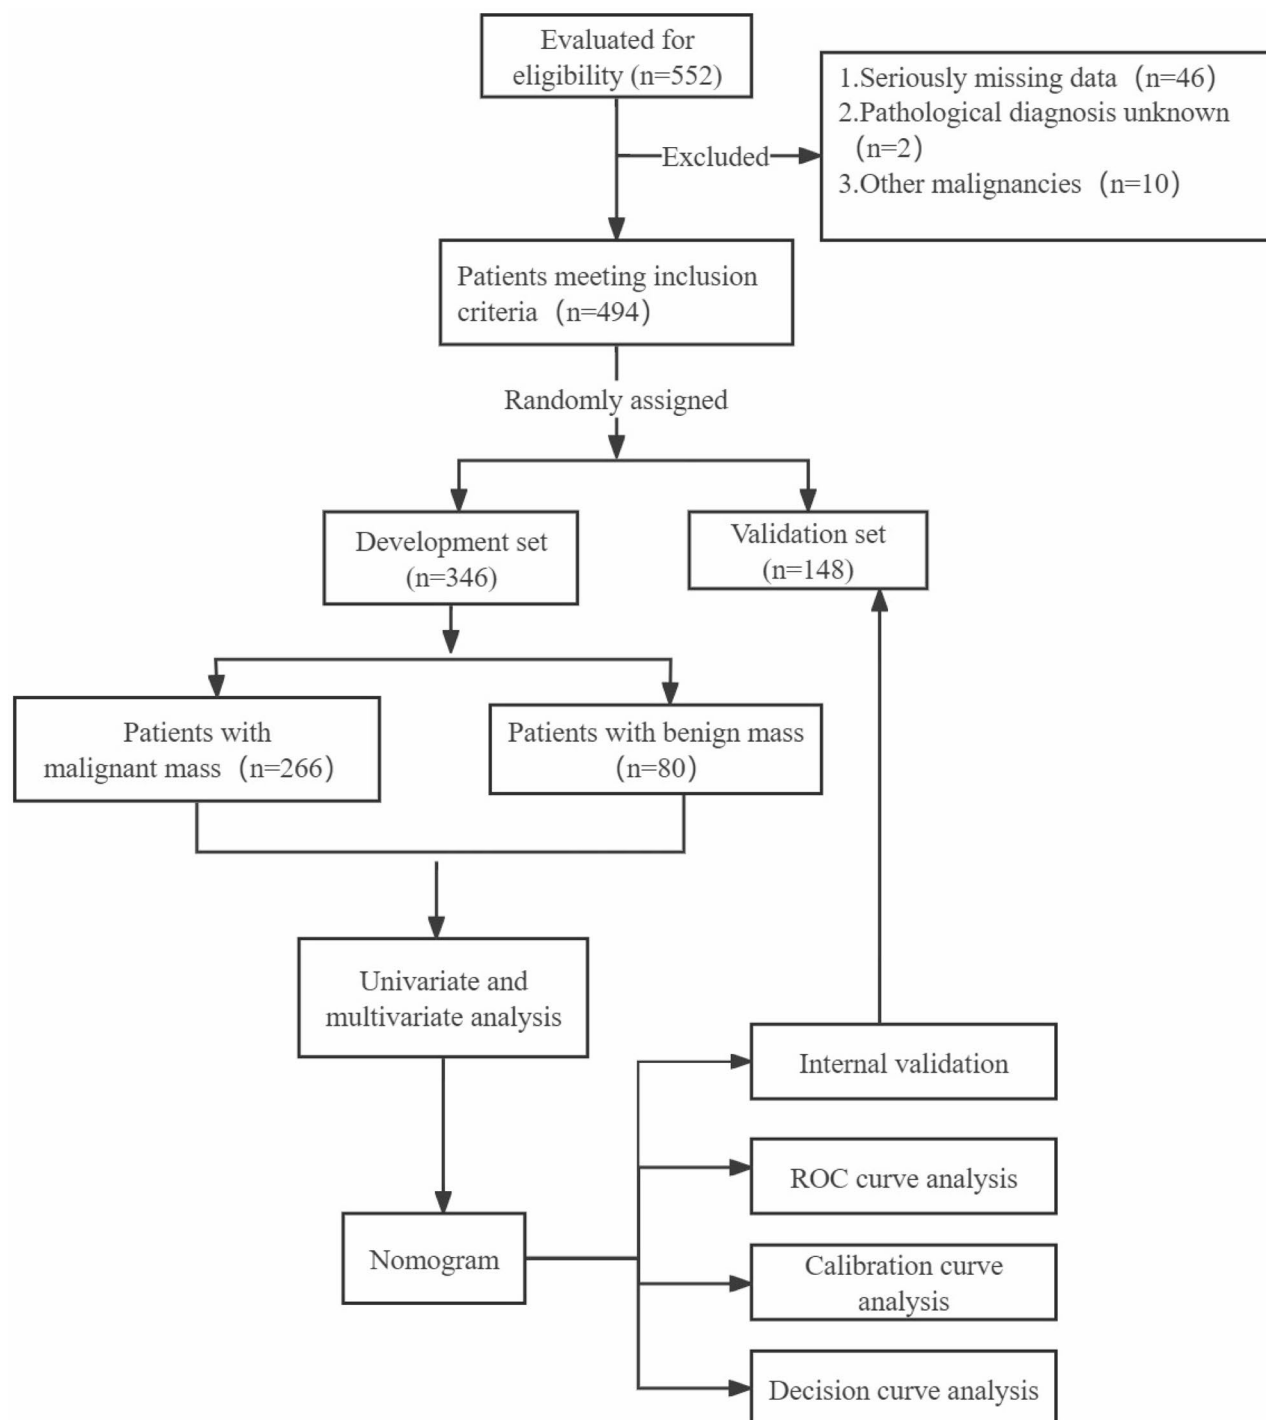 Evaluated for
eligibility (n=552)
1.Seriously missing data（n=46)
2.Pathological diagnosis unknown
（n=2）
3.Other malignancies（n=10）
Excluded
Patients meeting inclusion
criteria（n=494）
Randomly assigned
Development set
(n=346)
Validation set
(n=148)
Patients with
malignant mass（n=266）
Patients with benign mass
（n=80）
Univariate and
multivariate analysis
Internal validation
ROC curve analysis
Nomogram
Calibration curve
analysis
Decision curve analysis